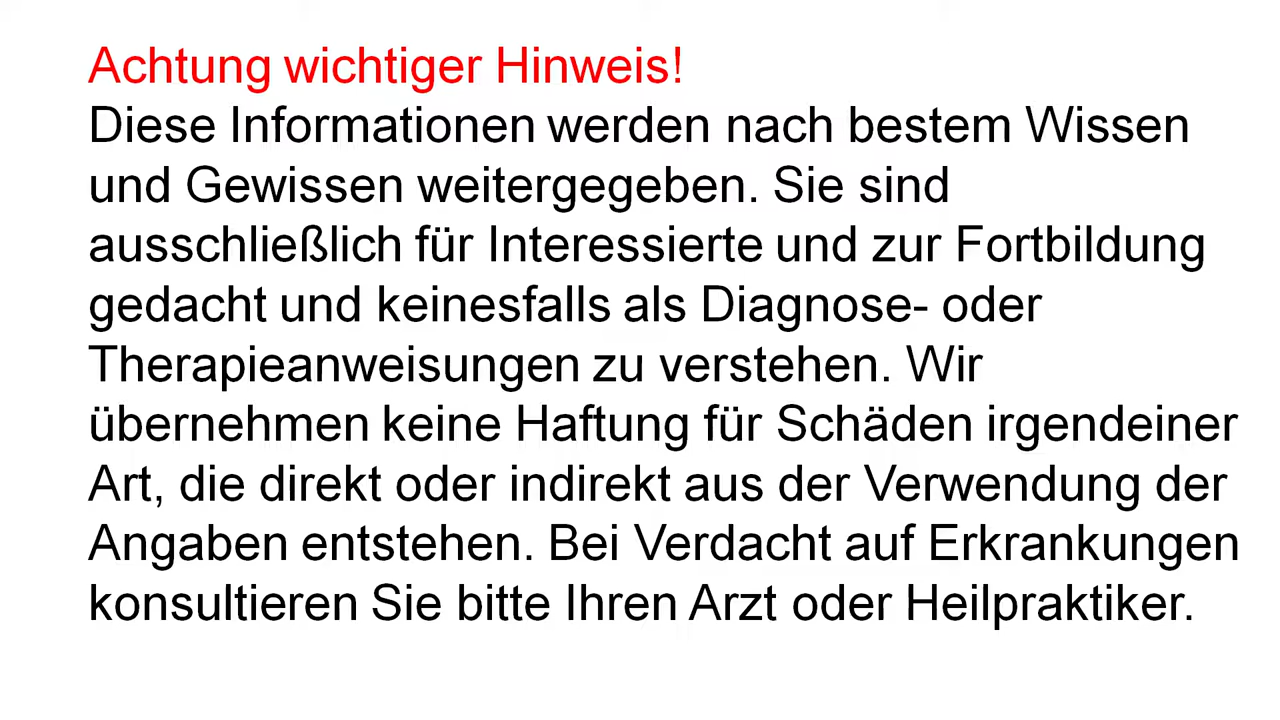 Achtung wichtiger Hinweis!
Diese Informationen werden nach bestem Wissen
und Gewissen weitergegeben. Sie sind
ausschließlich für Interessierte und zur Fortbildung
gedacht und keinesfalls als Diagnose- oder
Therapieanweisungen zu verstehen. Wir
übernehmen keine Haftung für Schäden irgendeiner
Art, die direkt oder indirekt aus der Verwendung der
Angaben entstehen. Bei Verdacht auf Erkrankungen
konsultieren Sie bitte Ihren Arzt oder Heilpraktiker.